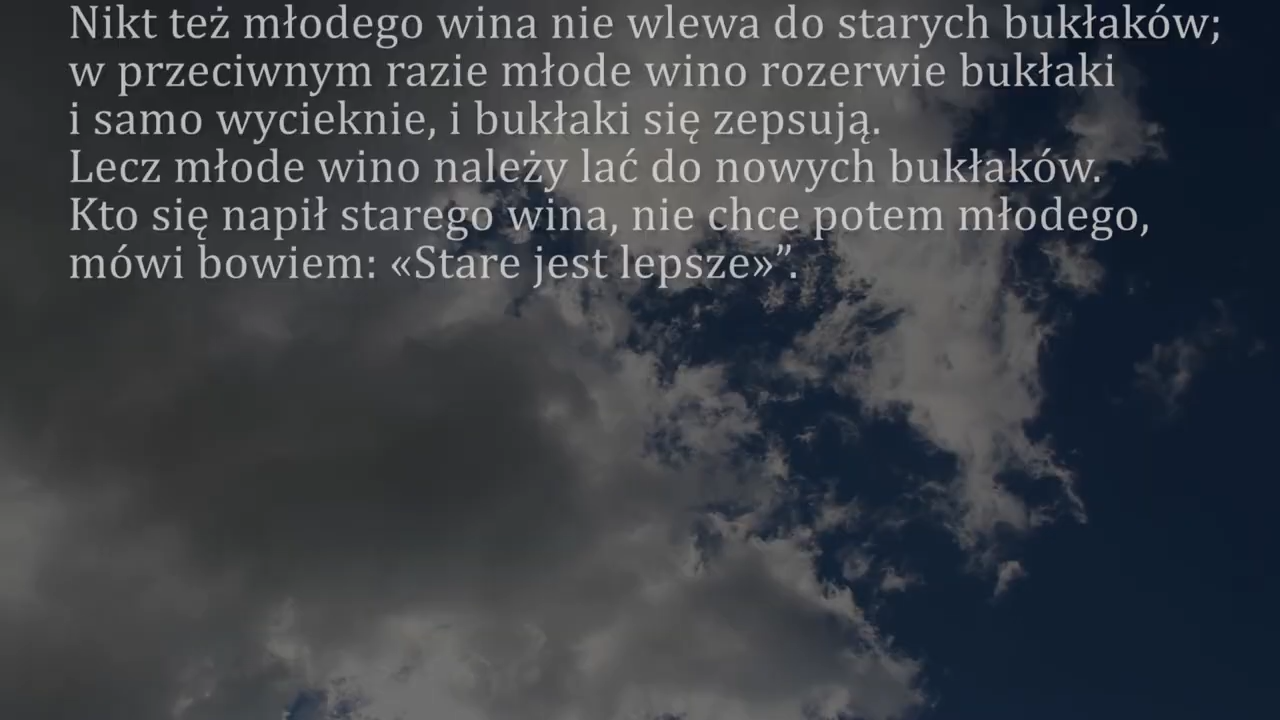 Nikt też młodego wina nie wlewa do starych bukłaków;
w przeciwnym razie młode wino rozerwie bukłaki
i samo wycieknie, i bukłaki się zepsują.
Lecz młode wino należy lać do nowych bukłaków.
Kto się napił starego wina, nie chce potem młodego,
mówi bowiem: «Stare jest lepsze»”.